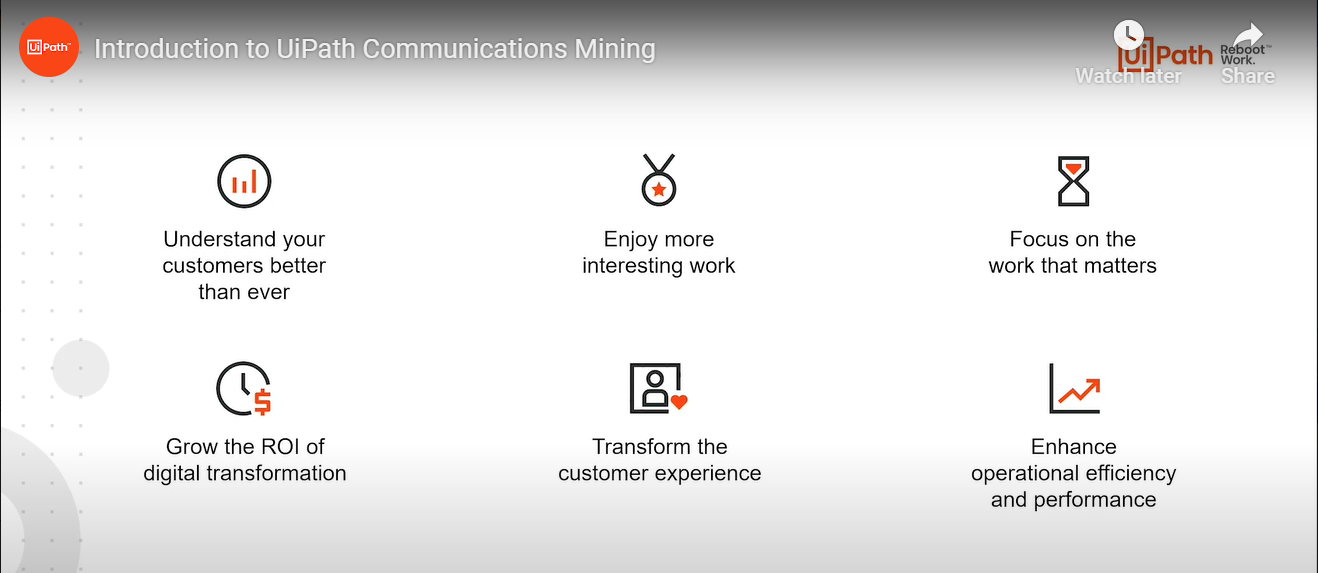 UiPath™
Introduction to UiPath Communications Mining
UiPath Reboot™
Work.
Watch later
Share
Understand your
customers better
than ever
Enjoy more
interesting work
Focus on the
work that matters
Grow the ROI of
digital transformation
Transform the
customer experience
Enhance
operational efficiency
and performance